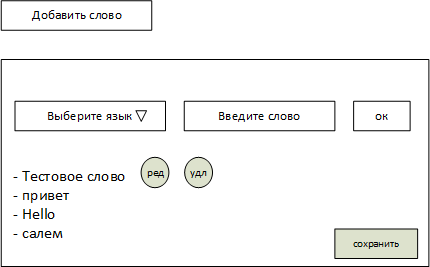 Добавить слово
Выберите язык Введите слово ок
- Тестовое слово ред удл
- привет
- Hello
- салем
сохранить